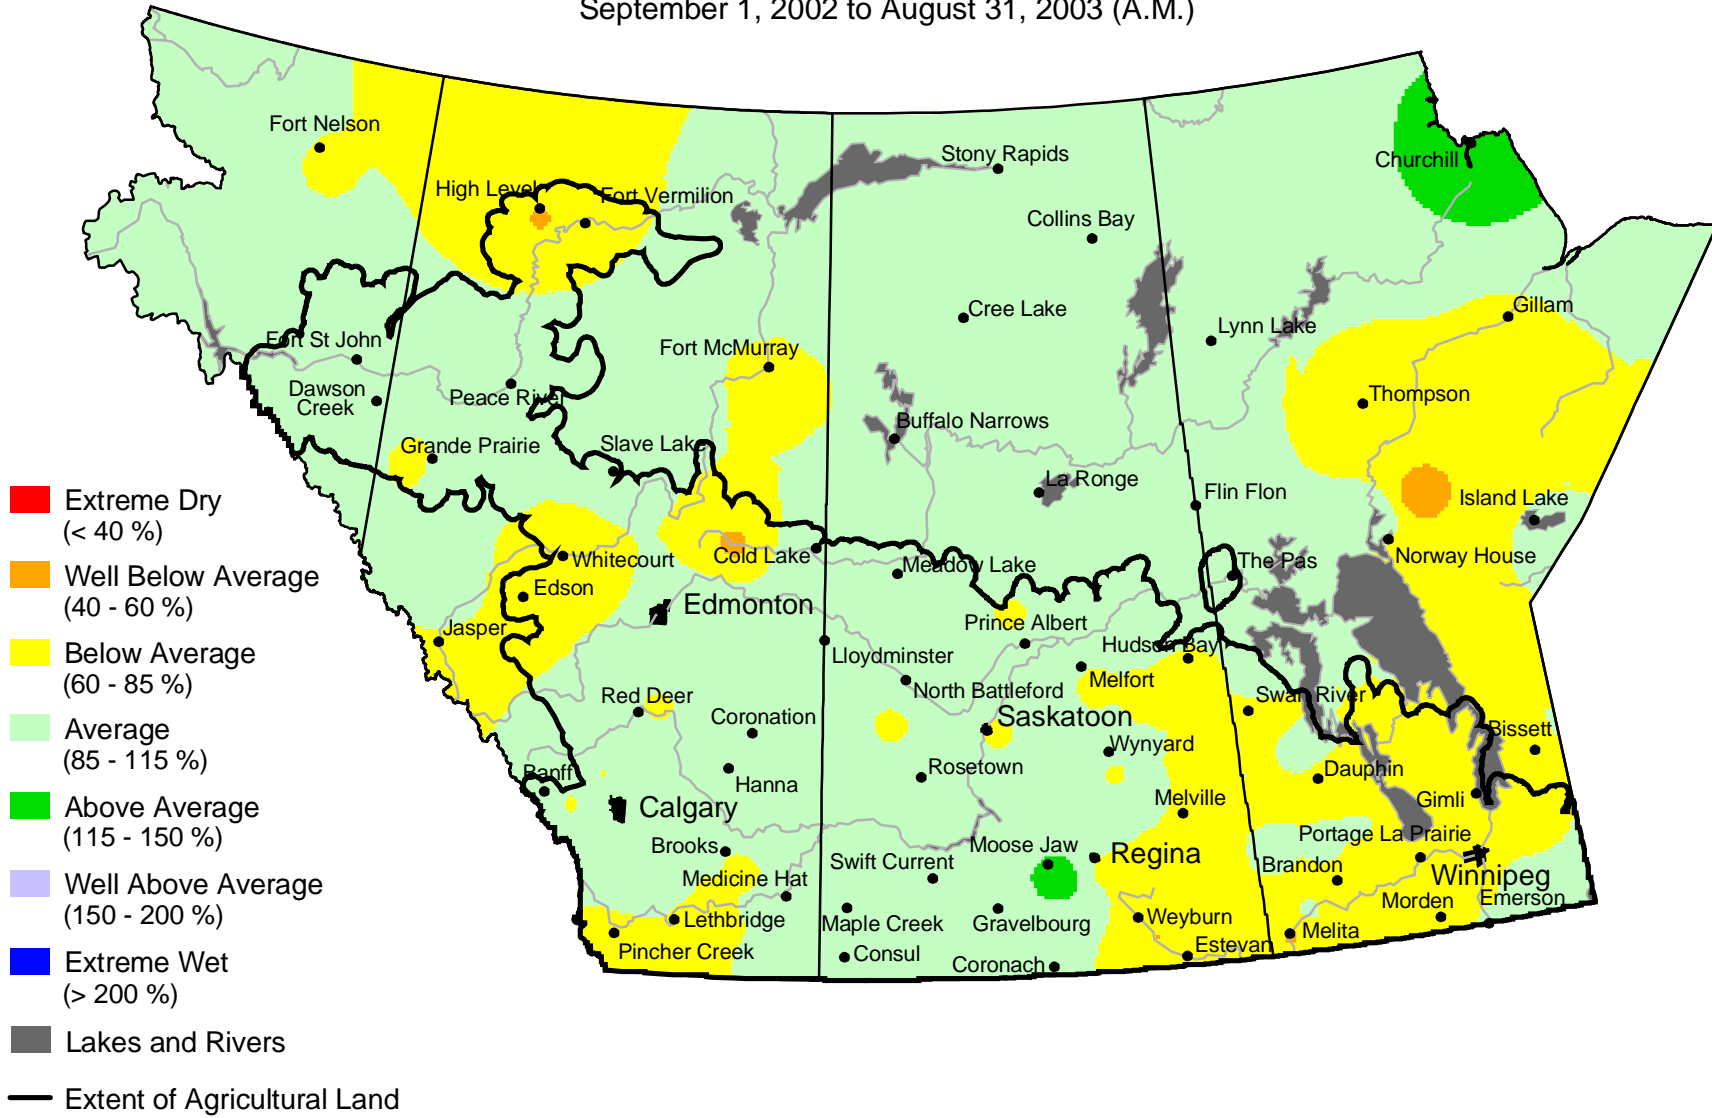 September 1, 2002 to August 31, 2003 (A.M.)
Fort Nelson
High Level
Fort Vermilion
Stony Rapids
Churchill
Collins Bay
Cree Lake
Lynn Lake
Gillam
Fort St John
Fort McMurray
Dawson
Creek
Peace River
Thompson
Buffalo Narrows
Grande Prairie
Slave Lake
La Ronge
Flin Flon
Island Lake
Whitecourt
Cold Lake
Meadow Lake
The Pas
Norway House
Edson
Edmonton
Jasper
Prince Albert
Hudson Bay
Lloydminster
North Battleford
Melfort
Red Deer
Coronation
Saskatoon
Swan River
Bissett
Wynyard
Banff
Hanna
Rosetown
Dauphin
Calgary
Melville
Gimli
Portage La Prairie
Brooks
Swift Current
Moose Jaw
Regina
Brandon
Winnipeg
Medicine Hat
Morden
Emerson
Lethbridge
Maple Creek
Gravelbourg
Weyburn
Melita
Pincher Creek
Consul
Coronach
Estevan
Extreme Dry
(< 40 %)
Well Below Average
(40 - 60 %)
Below Average
(60 - 85 %)
Average
(85 - 115 %)
Above Average
(115 - 150 %)
Well Above Average
(150 - 200 %)
Extreme Wet
(> 200 %)
Lakes and Rivers
Extent of Agricultural Land